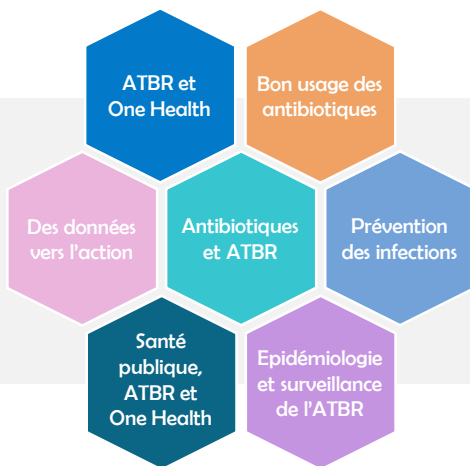 ATBR et
One Health
Bon usage des
antibiotiques
Des données
vers l'action
Antibiotiques
et ATBR
Prévention
des infections
Santé
publique,
ATBR et
One Health
Epidémiologie
et surveillance
de l'ATBR